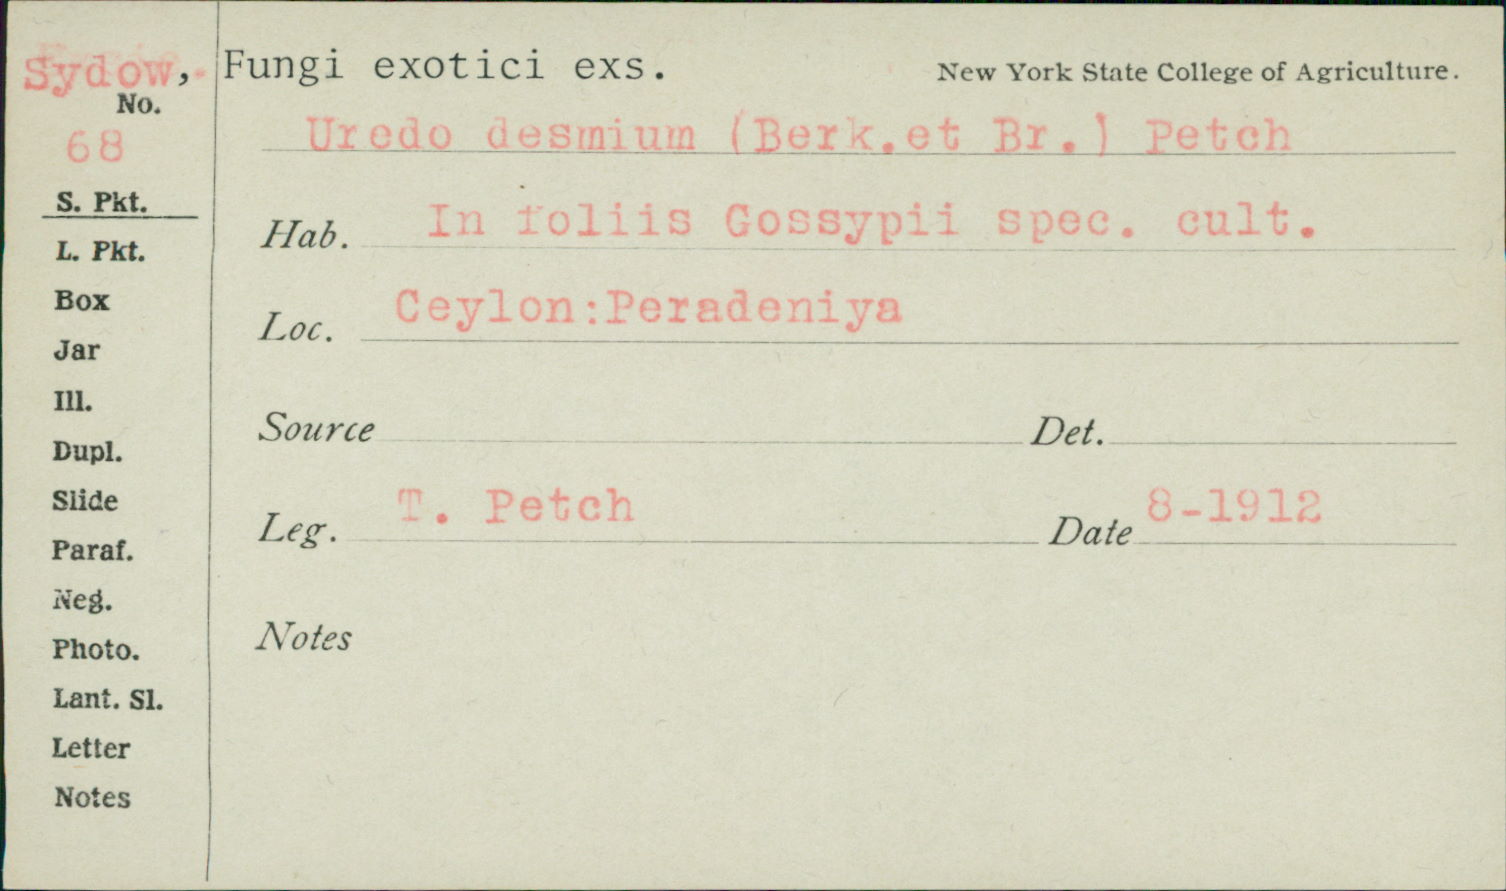 Sydow, Fungi exotici exs.
New York State College of Agriculture.
No.
68
Uredo desmium (Berk.et Br.) Petch
S. Pkt.
Hab. In foliis Gossypii spec. cult.
L. Pkt.
Box
Loc. Ceylon:Peradeniya
Jar
Ill.
Source Det.
Dupl.
Slide
Leg. T. Petch Date 8-1912
Paraf.
Neg.
Notes
Photo.
Lant. Sl.
Letter
Notes